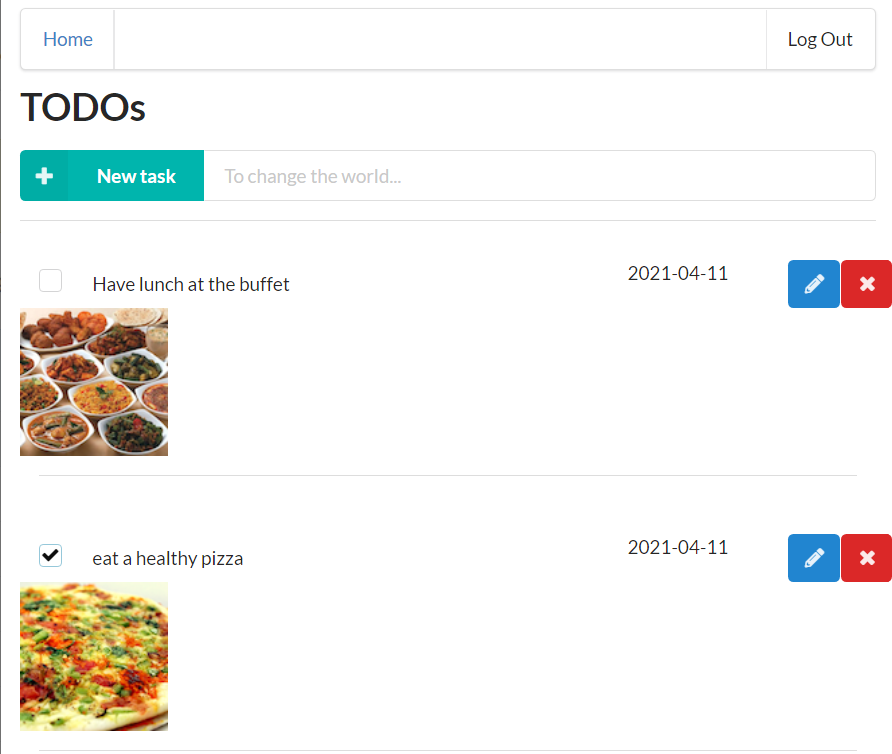 Home
Log Out
TODOs
New task
To change the world...
Have lunch at the buffet
2021-04-11
eat a healthy pizza
2021-04-11